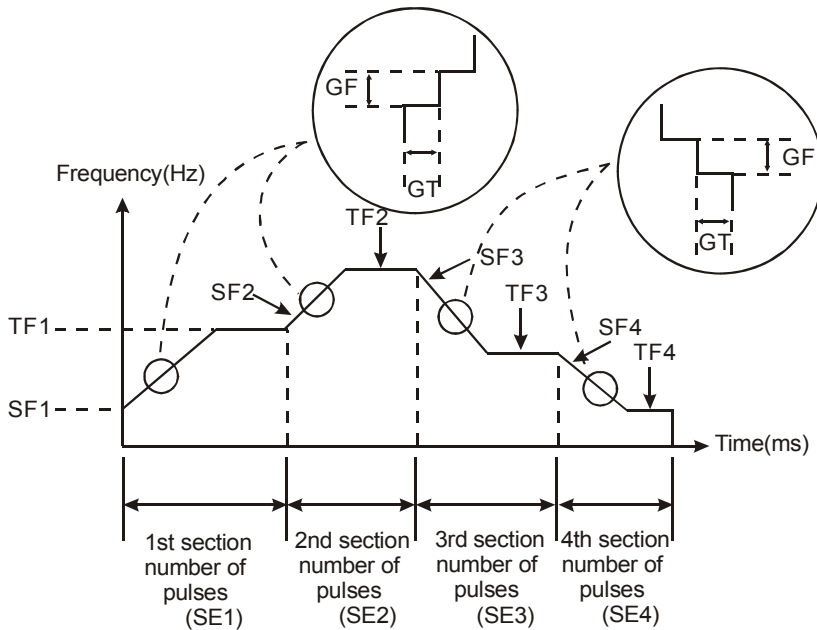 GF
GT
GF
GT
Frequency(Hz)
TF2
SF2
SF3
TF1
TF3
SF4
TF4
SF1
Time(ms)
1st section
number of
pulses
(SE1)
2nd section
number of
pulses
(SE2)
3rd section
number of
pulses
(SE3)
4th section
number of
pulses
(SE4)